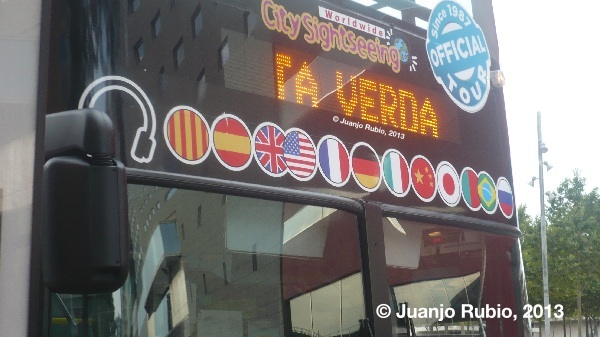 Worldwide
City Sightseeing
Since 1987
OFFICIAL
TOUR
TA VERDA
© Juanjo Rubio, 2013
© Juanjo Rubio, 2013